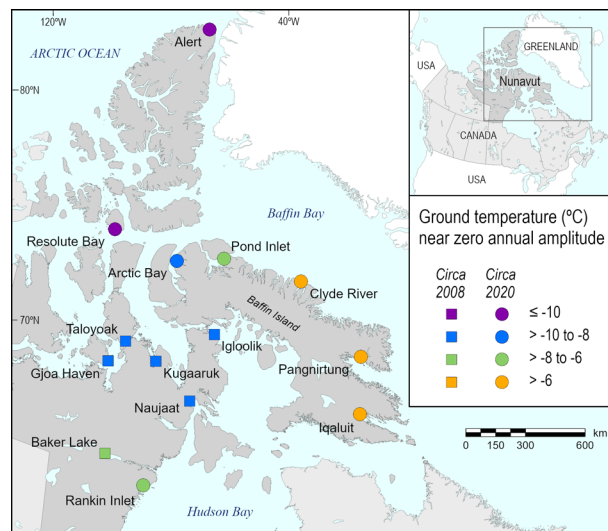 120°W
40°W
ARCTIC OCEAN
Alert
80°N
Baffin Bay
Resolute Bay
Pond Inlet
Arctic Bay
Clyde River
Baffin Island
70°N
Taloyoak
Igloolik
Gjoa Haven
Kugaaruk
Pangnirtung
Naujaat
Iqaluit
Baker Lake
Rankin Inlet
Hudson Bay
GREENLAND
USA
Nunavut
CANADA
USA
Ground temperature (ºC)
near zero annual amplitude
Circa 2008
Circa 2020
≤ -10
> -10 to -8
> -8 to -6
> -6
km
0 150 300 600